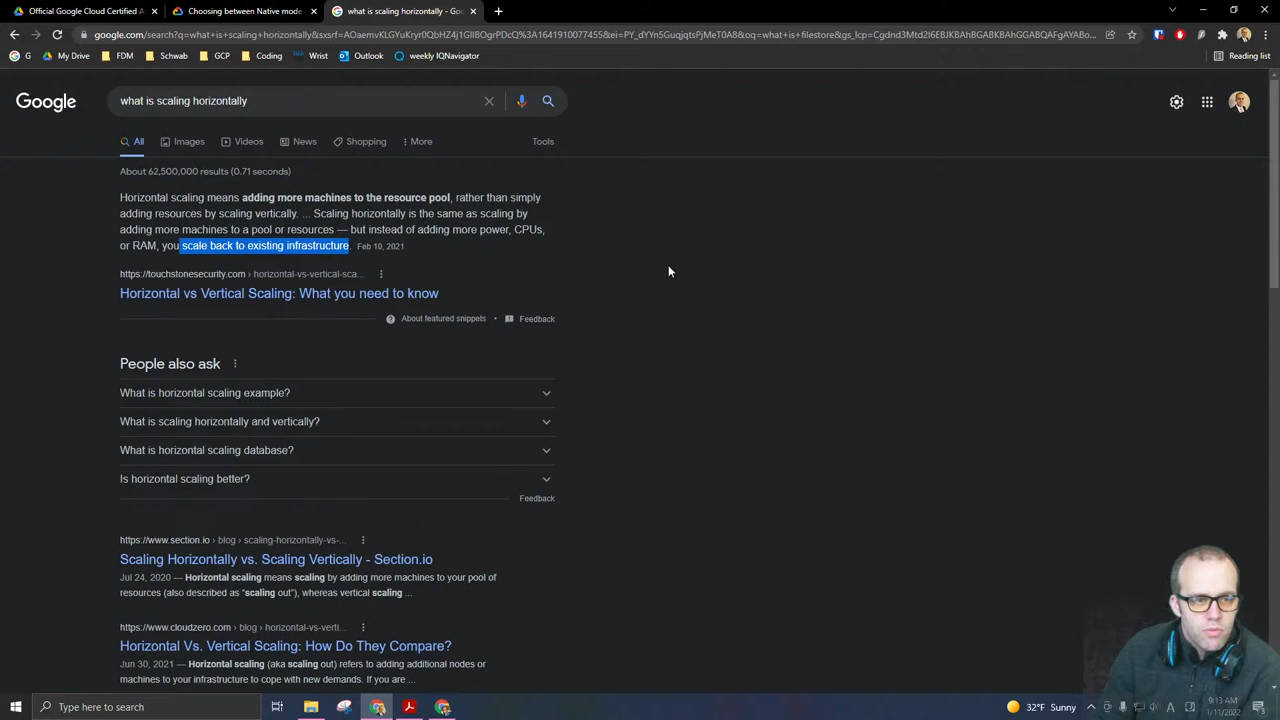 Official Google Cloud Certified A
Choosing between Native mode
what is scaling horizontally - Goo
google.com/search?q=what+is+scaling+horizontally&sxsrf=
G
My Drive
FDM
Schwab
GCP
Coding
Wrist
Outlook
weekly IQNavigator
Reading list
Google
what is scaling horizontally
All
Images
Videos
News
Shopping
More
Tools
About 62,500,000 results (0.71 seconds)
Horizontal scaling means adding more machines to the resource pool, rather than simply
adding resources by scaling vertically. ... Scaling horizontally is the same as scaling by
adding more machines to a pool or resources — but instead of adding more power, CPUs,
or RAM, you scale back to existing infrastructure. Feb 10, 2021
https://touchstonesecurity.com › horizontal-vs-vertical-sca...
Horizontal vs Vertical Scaling: What you need to know
About featured snippets • Feedback
People also ask
What is horizontal scaling example?
What is scaling horizontally and vertically?
What is horizontal scaling database?
Is horizontal scaling better?
Feedback
https://www.section.io › blog › scaling-horizontally-vs-...
Scaling Horizontally vs. Scaling Vertically - Section.io
Jul 24, 2020 — Horizontal scaling means scaling by adding more machines to your pool of
resources (also described as “scaling out”), whereas vertical scaling ...
https://www.cloudzero.com › blog › horizontal-vs-verti...
Horizontal Vs. Vertical Scaling: How Do They Compare?
Jun 30, 2021 — Horizontal scaling (aka scaling out) refers to adding additional nodes or
machines to your infrastructure to cope with new demands. If you are ...
Type here to search
32°F Sunny
9:13 AM
1/11/2022